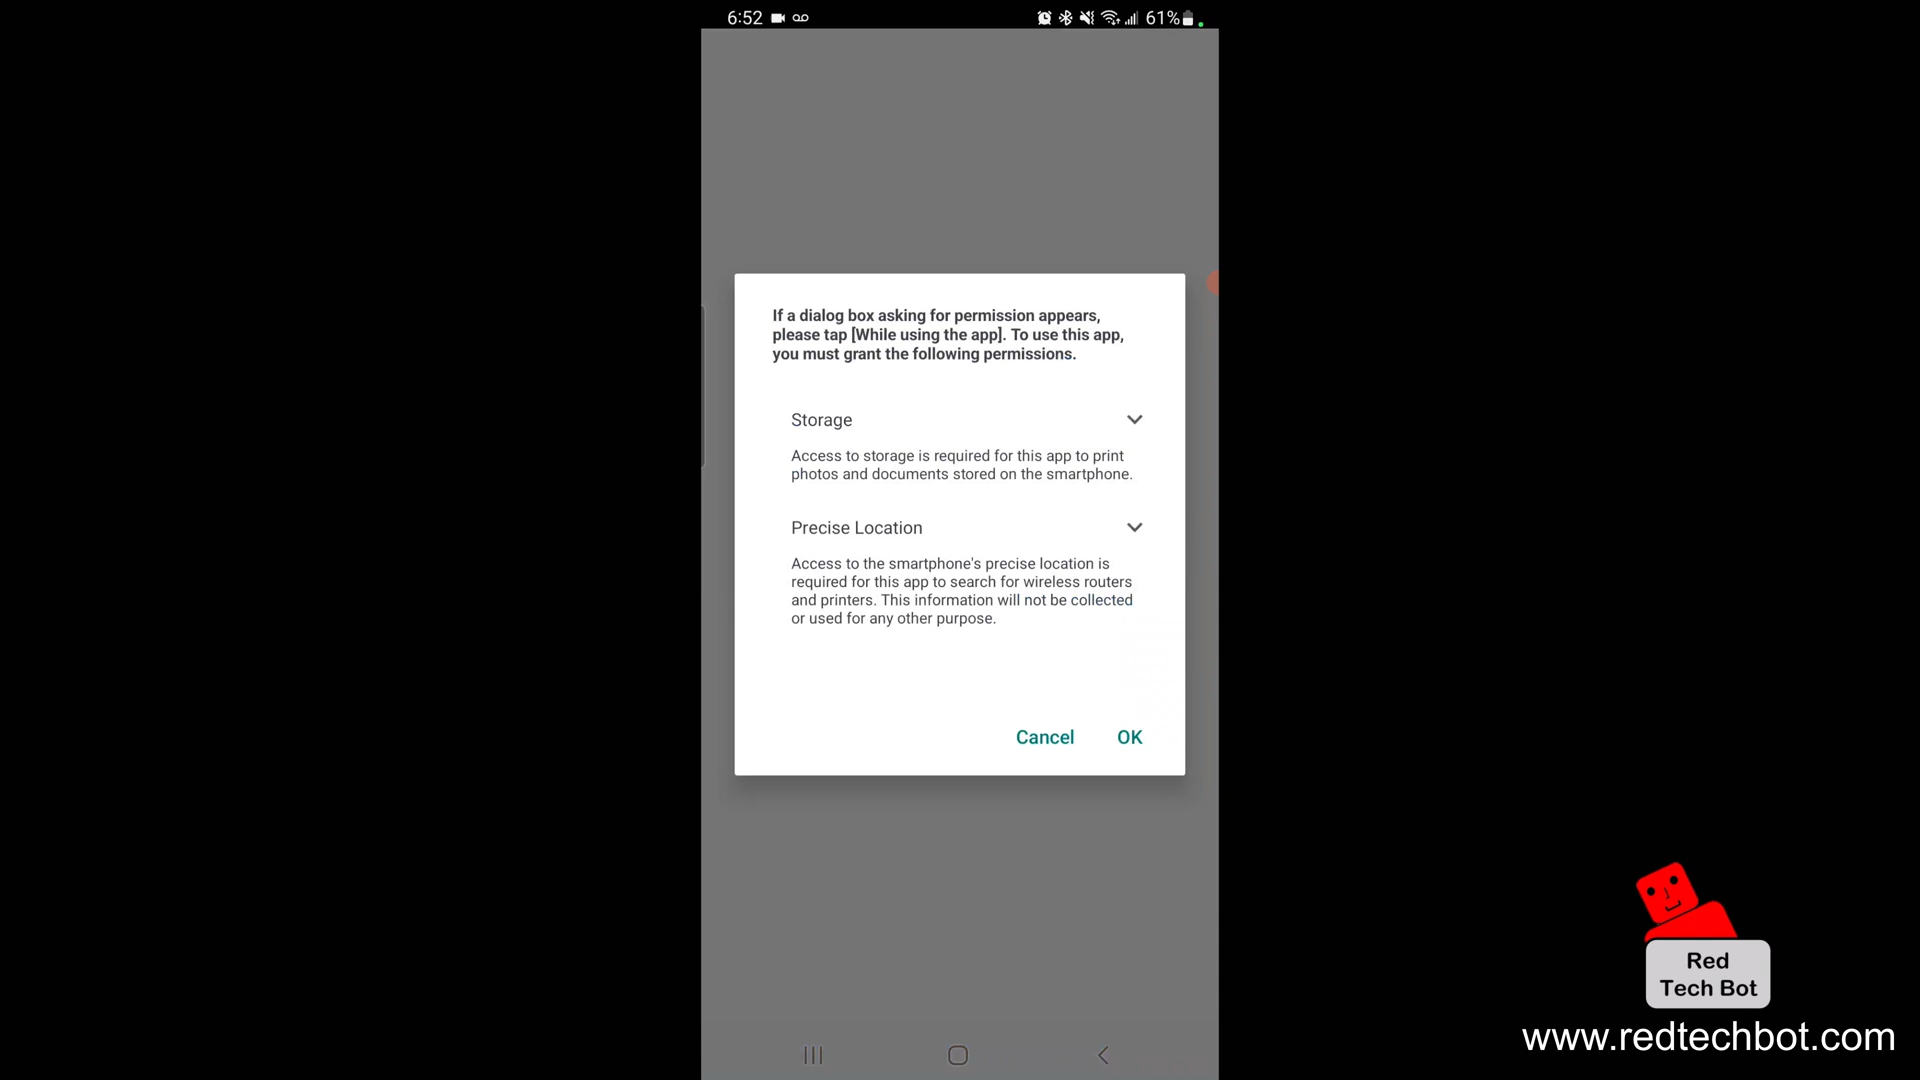 6:52 61%
If a dialog box asking for permission appears,
please tap [While using the app]. To use this app,
you must grant the following permissions.
Storage
Access to storage is required for this app to print
photos and documents stored on the smartphone.
Precise Location
Access to the smartphone's precise location is
required for this app to search for wireless routers
and printers. This information will not be collected
or used for any other purpose.
Cancel OK
Red
Tech Bot
www.redtechbot.com